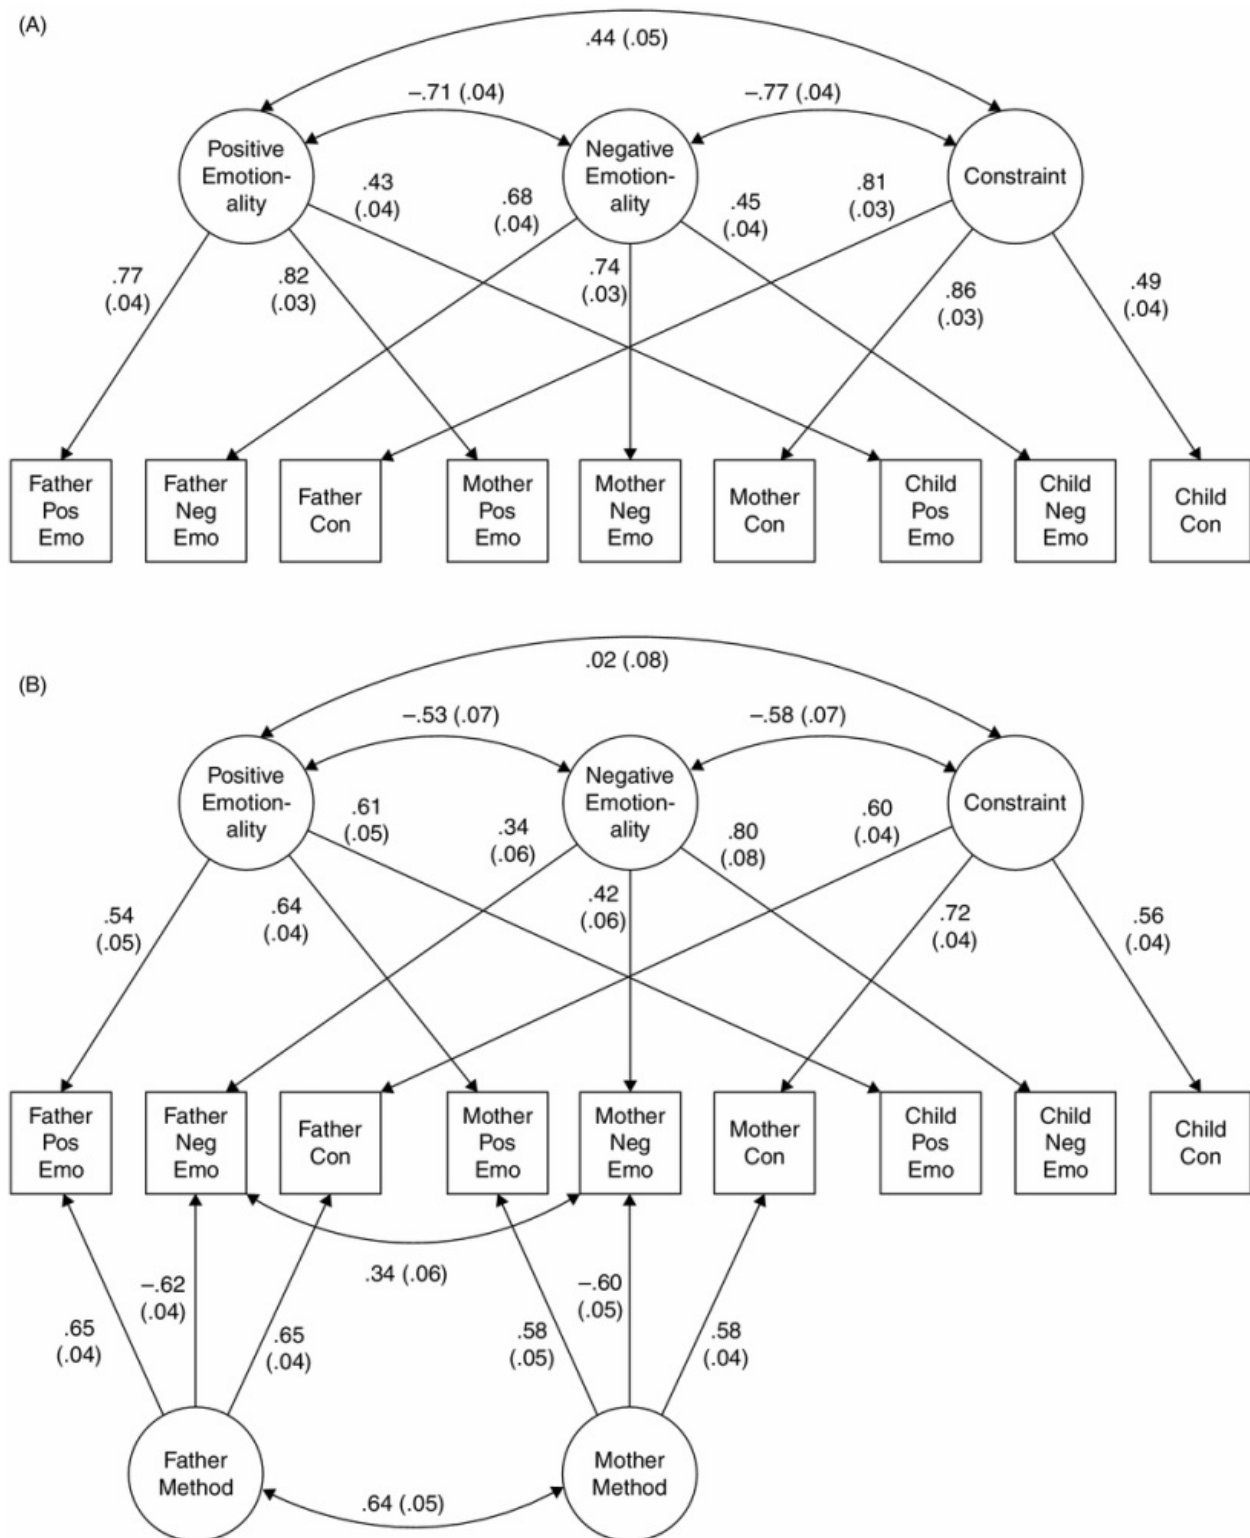 (A)
.44 (.05)
–.71 (.04)
–.77 (.04)
Positive
Emotion-
ality
Negative
Emotion-
ality
Constraint
.43
(.04)
.68
(.04)
.45
(.04)
.81
(.03)
.77
(.04)
.82
(.03)
.74
(.03)
.86
(.03)
.49
(.04)
Father
Pos
Emo
Father
Neg
Emo
Father
Con
Mother
Pos
Emo
Mother
Neg
Emo
Mother
Con
Child
Pos
Emo
Child
Neg
Emo
Child
Con
(B)
.02 (.08)
–.53 (.07)
–.58 (.07)
Positive
Emotion-
ality
Negative
Emotion-
ality
Constraint
.61
(.05)
.34
(.06)
.80
(.08)
.60
(.04)
.54
(.05)
.64
(.04)
.42
(.06)
.72
(.04)
.56
(.04)
Father
Pos
Emo
Father
Neg
Emo
Father
Con
Mother
Pos
Emo
Mother
Neg
Emo
Mother
Con
Child
Pos
Emo
Child
Neg
Emo
Child
Con
.34 (.06)
.65
(.04)
–.62
(.04)
.65
(.04)
.58
(.05)
–.60
(.05)
.58
(.04)
Father
Method
Mother
Method
.64 (.05)